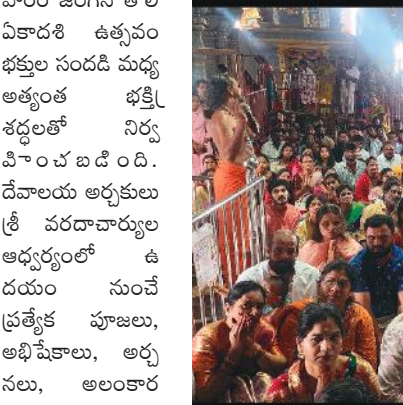 ఏకాదశి ఉత్సవం
భక్తుల సందడి మధ్య
అత్యంత భక్తి
శ్రద్ధలతో నిర్వ
హించబడింది.
దేవాలయ అర్చకులు
శ్రీ వరదాచార్యుల
ఆధ్వర్యంలో ఉ
దయం నుంచే
ప్రత్యేక పూజలు,
అభిషేకాలు, అర్చ
నలు, అలంకార